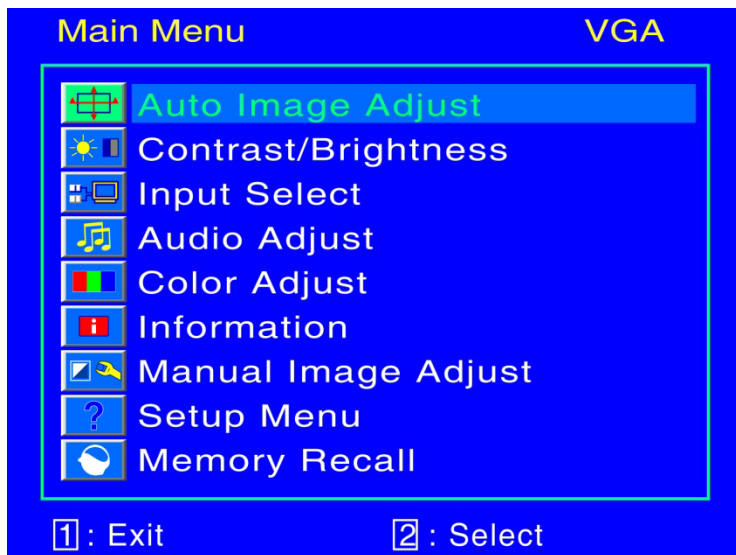 Main Menu VGA
Auto Image Adjust
Contrast/Brightness
Input Select
Audio Adjust
Color Adjust
i Information
Manual Image Adjust
? Setup Menu
Memory Recall
1 : Exit 2 : Select